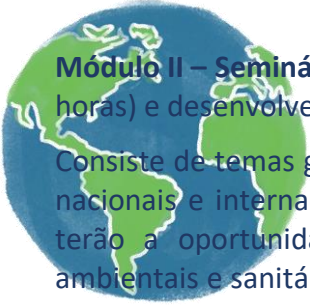 Módulo II – Seminá
horas) e desenvolve
Consiste de temas g
nacionais e interna
terão a oportunida
ambientais e sanitá